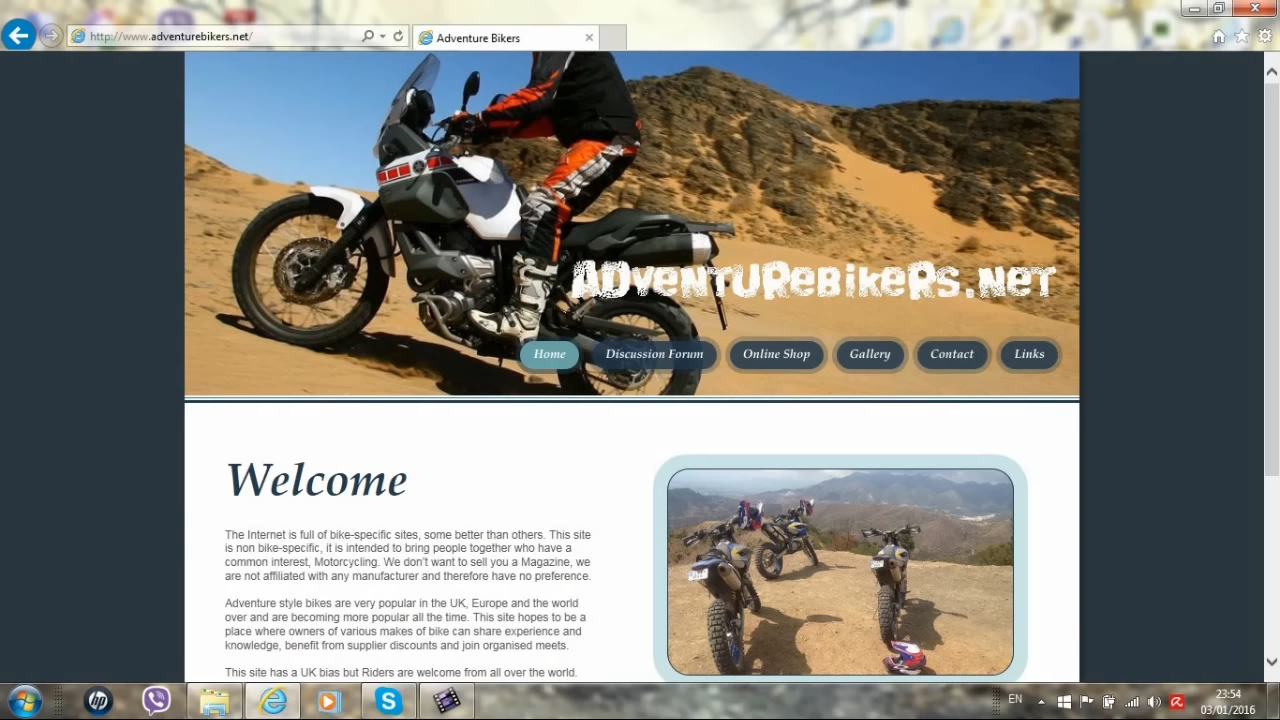 http://www.adventurebikers.net/
Adventure Bikers
ADventUReBikeRs.net
Home
Discussion Forum
Online Shop
Gallery
Contact
Links
Welcome
The Internet is full of bike-specific sites, some better than others. This site
is non bike-specific, it is intended to bring people together who have a
common interest, Motorcycling. We don't want to sell you a Magazine, we
are not affiliated with any manufacturer and therefore have no preference.
Adventure style bikes are very popular in the UK, Europe and the world
over and are becoming more popular all the time. This site hopes to be a
place where owners of various makes of bike can share experience and
knowledge, benefit from supplier discounts and join organised meets.
This site has a UK bias but Riders are welcome from all over the world.
EN
23:54
03/01/2016